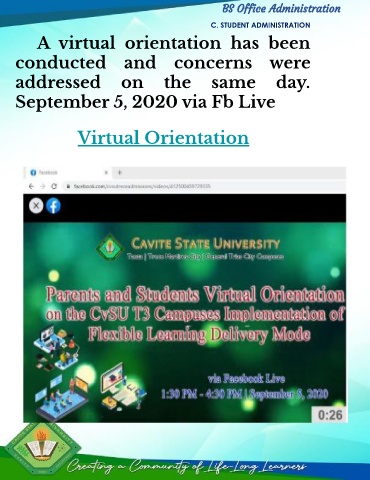 BS Office Administration
C. STUDENT ADMINISTRATION
A virtual orientation has been
conducted and concerns were
addressed on the same day.
September 5, 2020 via Fb Live
Virtual Orientation
Facebook
CAVITE STATE UNIVERSITY
Tanza | Trece Martires City | General Trias City Campuses
Parents and Students Virtual Orientation
on the CvSU T3 Campuses Implementation of
Flexible Learning Delivery Mode
via Facebook Live
1:30 PM - 4:30 PM | September 5, 2020
0:26
Creating a Community of Life-Long Learners